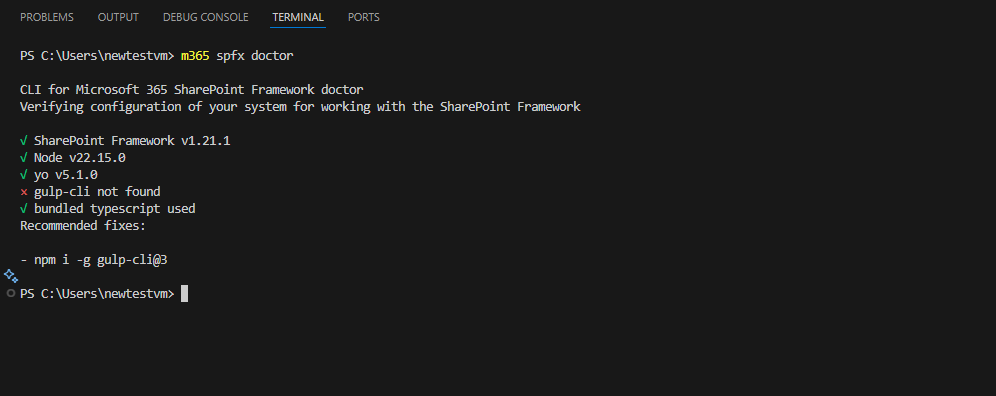 PROBLEMS OUTPUT DEBUG CONSOLE TERMINAL PORTS
PS C:\Users\newtestvm> m365 spfx doctor
CLI for Microsoft 365 SharePoint Framework doctor
Verifying configuration of your system for working with the SharePoint Framework
√ SharePoint Framework v1.21.1
√ Node v22.15.0
√ yo v5.1.0
× gulp-cli not found
√ bundled typescript used
Recommended fixes:
- npm i -g gulp-cli@3
PS C:\Users\newtestvm>